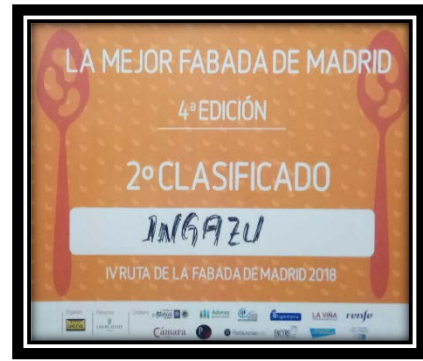 LA MEJOR FABADA DE MADRID
4ª EDICIÓN
2º CLASIFICADO
INGAZU
IV RUTA DE LA FABADA DE MADRID 2018
LA VIÑA renfe
Cámara